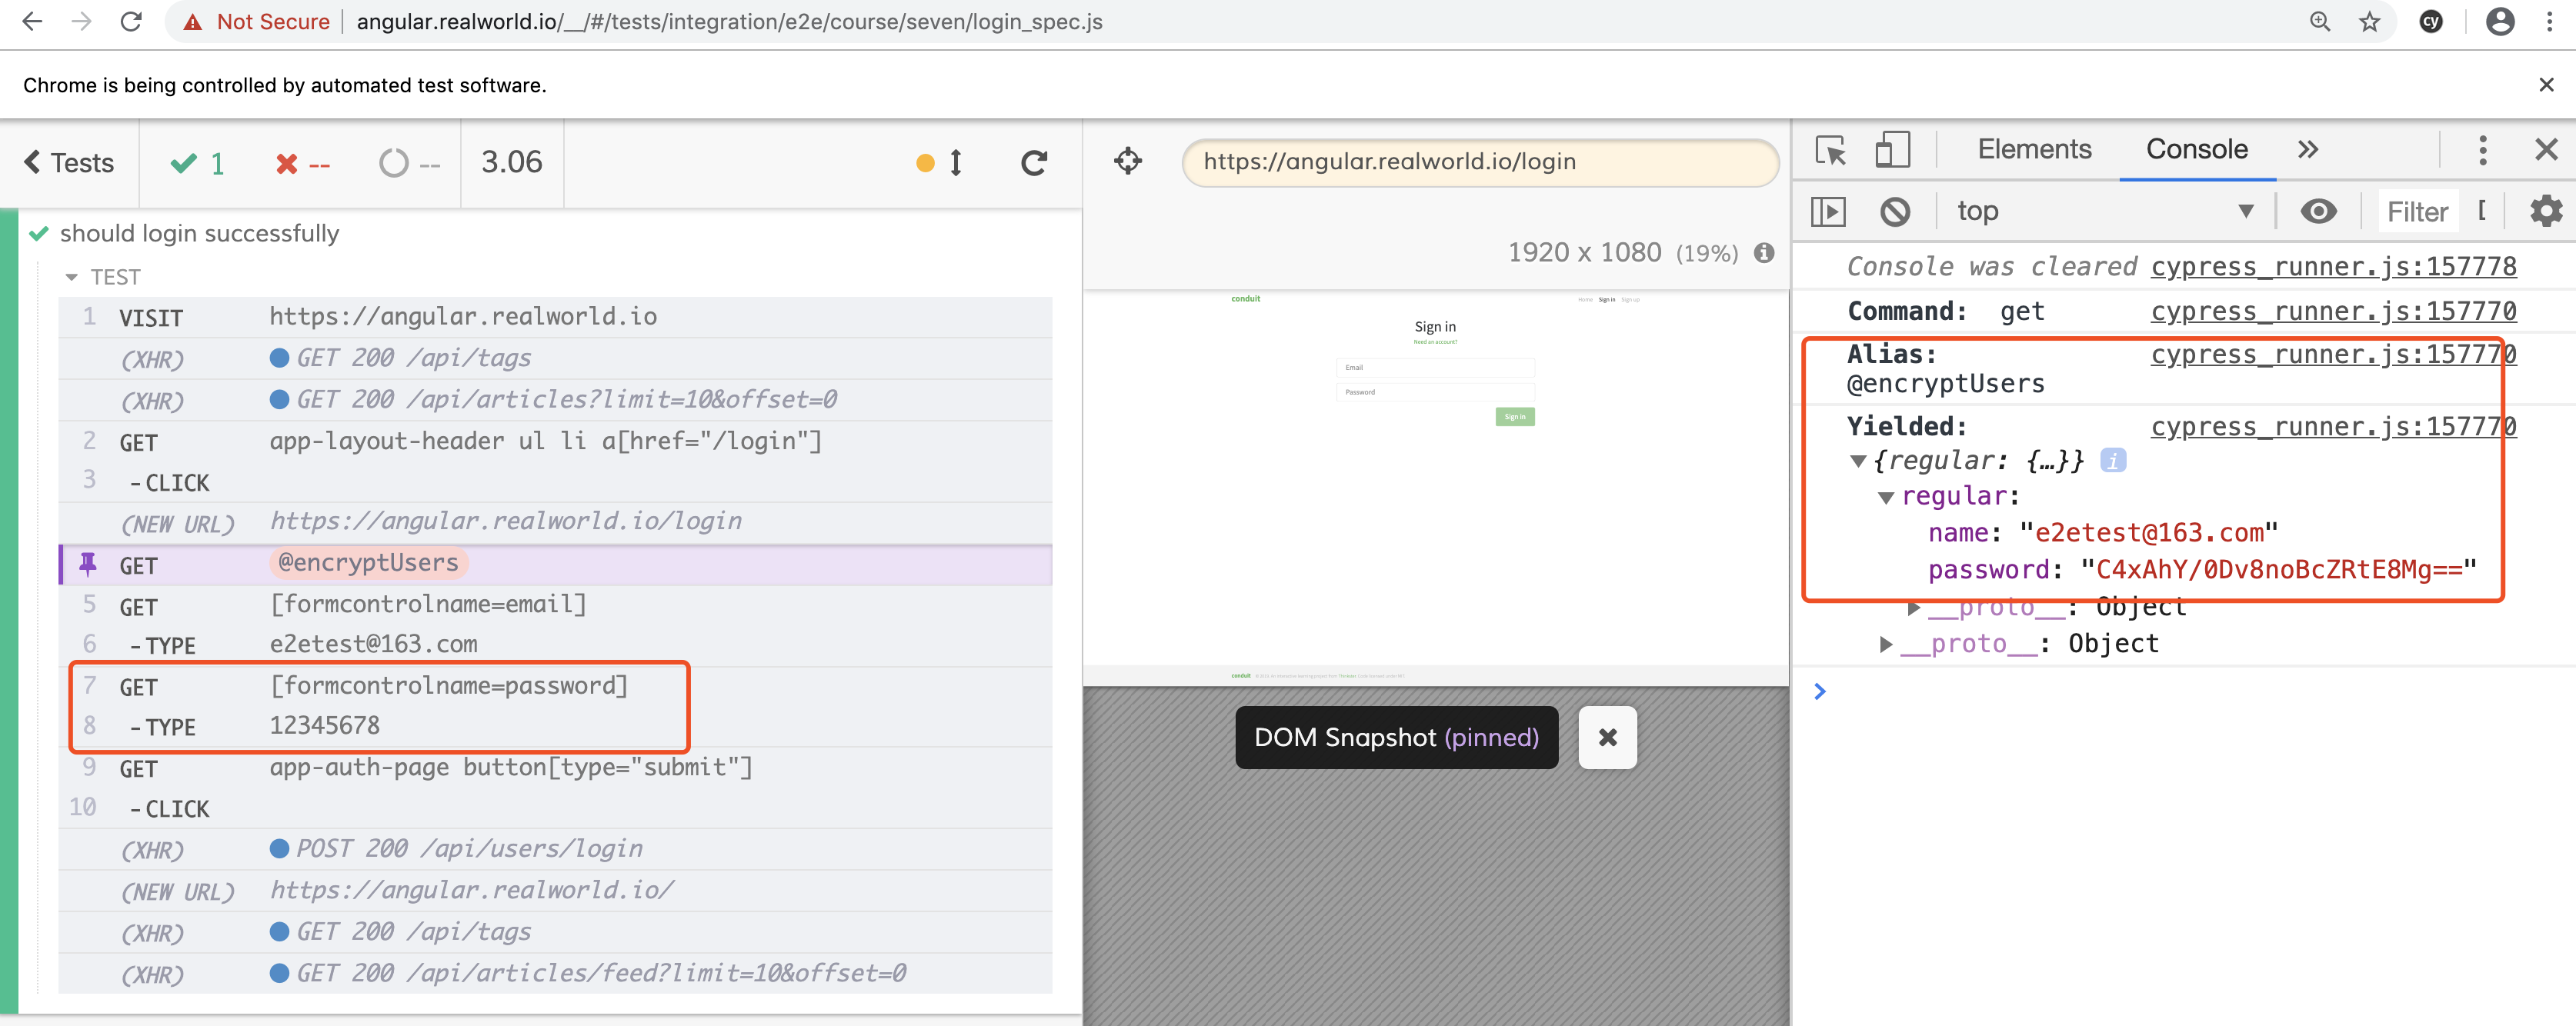 Not Secure angular.realworld.io/__/#/tests/integration/e2e/course/seven/login_spec.js
Chrome is being controlled by automated test software.
Tests 1 -- -- 3.06
should login successfully
TEST
1 VISIT https://angular.realworld.io
(XHR) GET 200 /api/tags
(XHR) GET 200 /api/articles?limit=10&offset=0
2 GET app-layout-header ul li a[href="/login"]
3 -CLICK
(NEW URL) https://angular.realworld.io/login
GET @encryptUsers
5 GET [formcontrolname=email]
6 -TYPE e2etest@163.com
7 GET [formcontrolname=password]
8 -TYPE 12345678
9 GET app-auth-page button[type="submit"]
10 -CLICK
(XHR) POST 200 /api/users/login
(NEW URL) https://angular.realworld.io/
(XHR) GET 200 /api/tags
(XHR) GET 200 /api/articles/feed?limit=10&offset=0
https://angular.realworld.io/login
1920 x 1080 (19%)
conduit Home Sign in Sign up
Sign in
Need an account?
Email
Password
Sign in
conduit
DOM Snapshot (pinned)
Elements Console
top Filter
Console was cleared cypress_runner.js:157778
Command: get cypress_runner.js:157770
Alias: cypress_runner.js:157770
@encryptUsers
Yielded: cypress_runner.js:157770
{regular: {…}} i
regular:
name: "e2etest@163.com"
password: "C4xAhY/0Dv8noBcZRtE8Mg=="
__proto__: Object
__proto__: Object